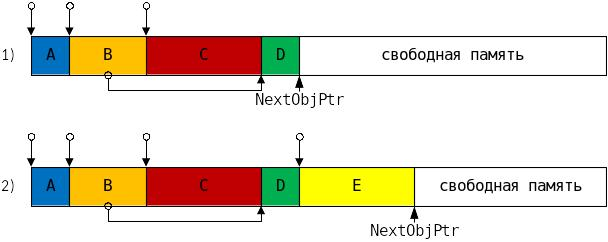 1) A B C D свободная память
NextObjPtr
2) A B C D E свободная память
NextObjPtr